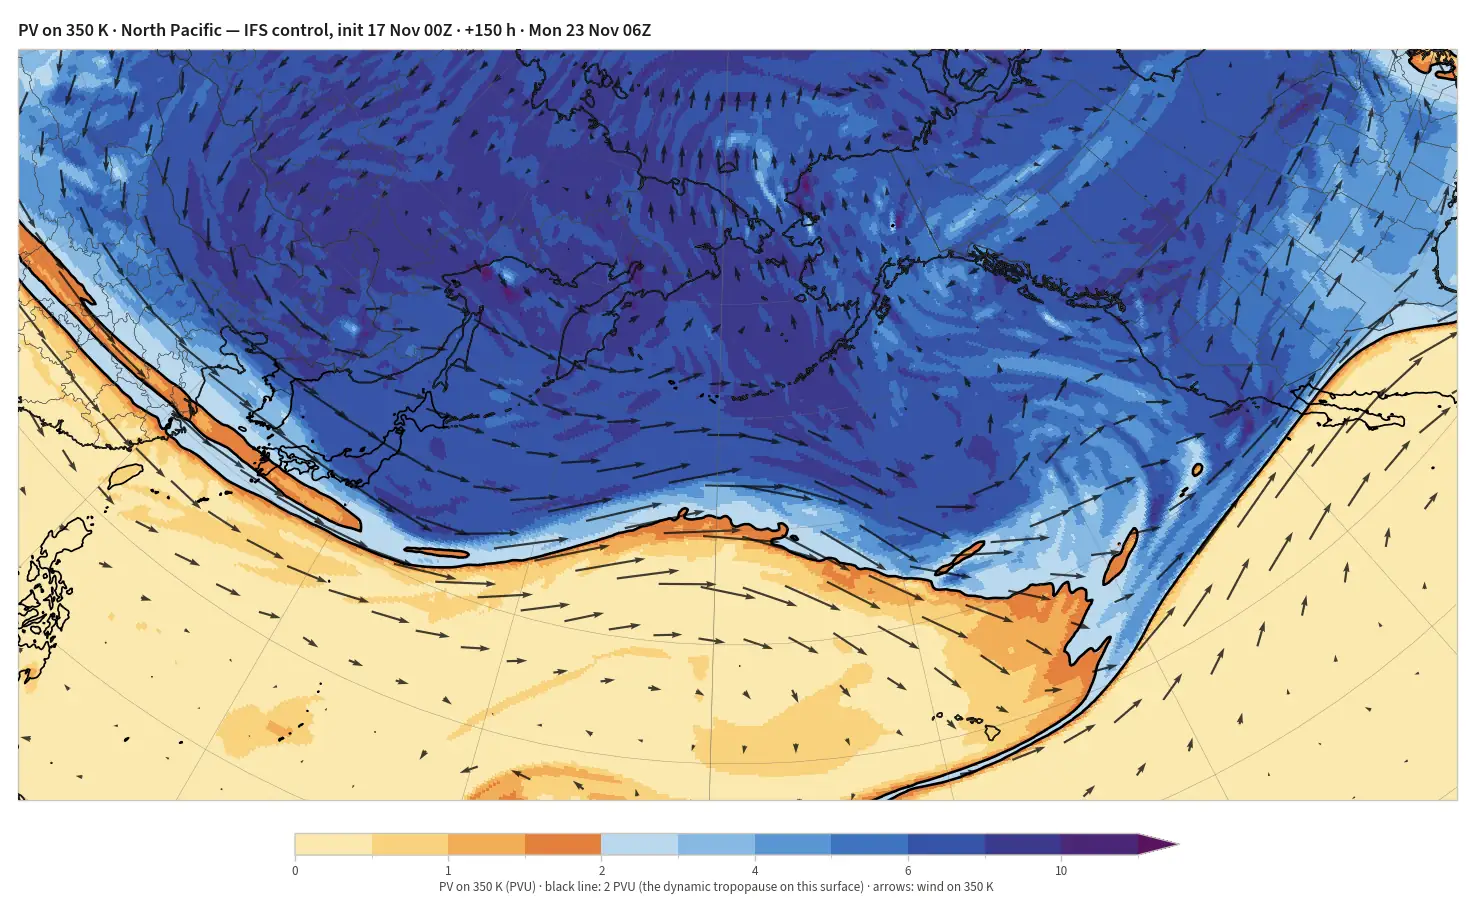 PV on 350 K · North Pacific — IFS control, init 17 Nov 00Z · +150 h · Mon 23 Nov 06Z
0 1 2 4 6 10
PV on 350 K (PVU) · black line: 2 PVU (the dynamic tropopause on this surface) · arrows: wind on 350 K